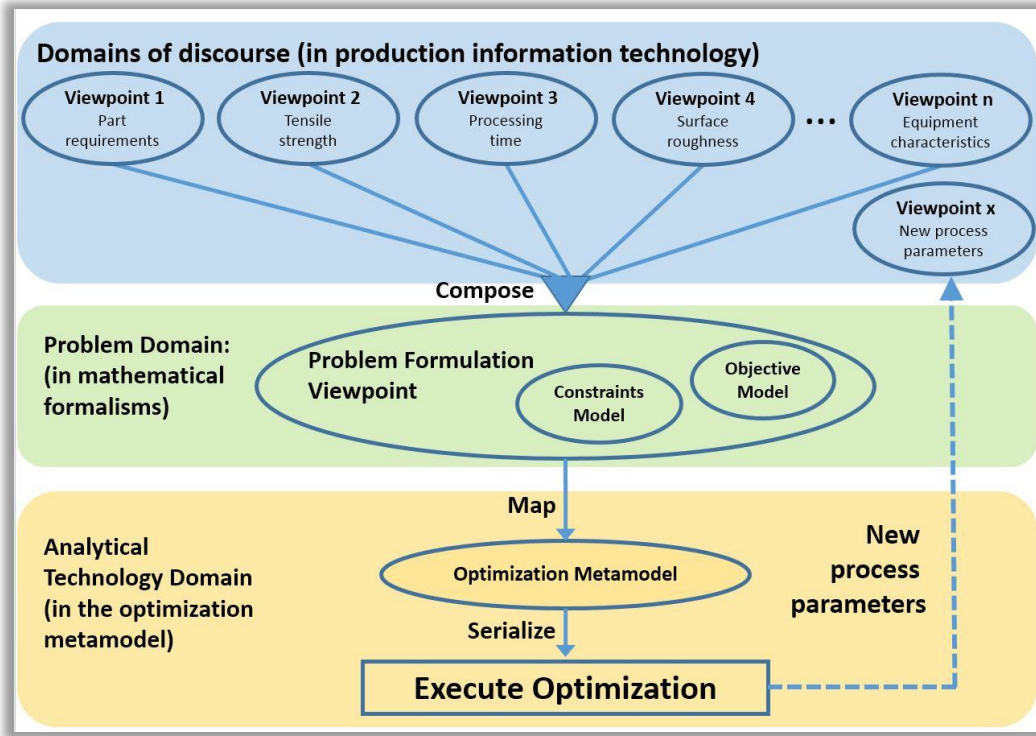 Domains of discourse (in production information technology)
Viewpoint 1
Part
requirements
Viewpoint 2
Tensile
strength
Viewpoint 3
Processing
time
Viewpoint 4
Surface
roughness
...
Viewpoint n
Equipment
characteristics
Viewpoint x
New process
parameters
Compose
Problem Domain:
(in mathematical
formalisms)
Problem Formulation
Viewpoint
Constraints
Model
Objective
Model
Map
Analytical
Technology Domain
(in the optimization
metamodel)
Optimization Metamodel
Serialize
Execute Optimization
New
process
parameters